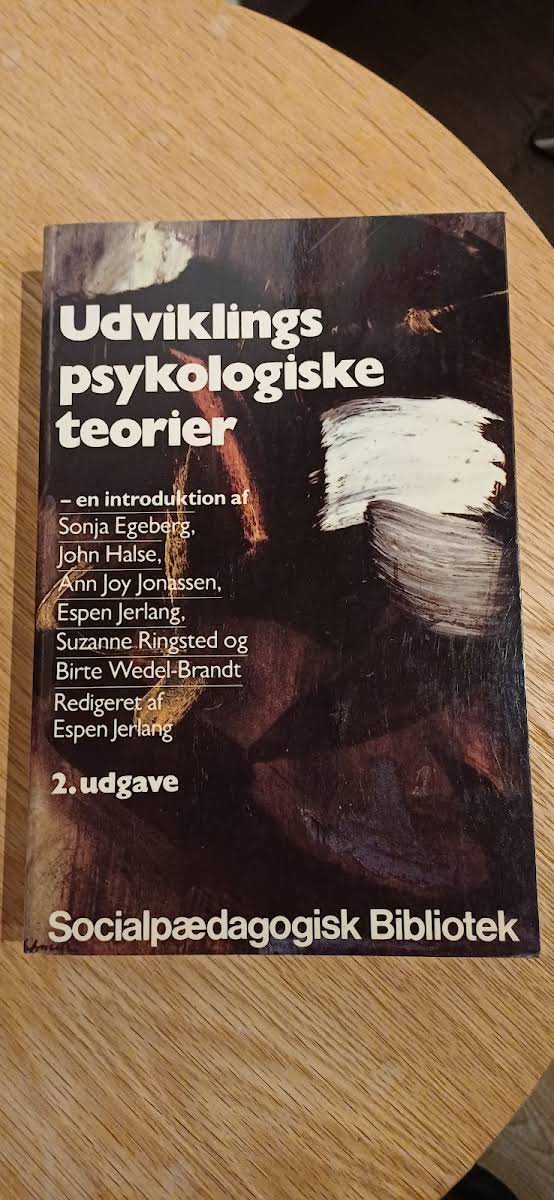 Udviklings
psykologiske
teorier
– en introduktion af
Sonja Egeberg,
John Halse,
Ann Joy Jonassen,
Espen Jerlang,
Suzanne Ringsted og
Birte Wedel-Brandt
Redigeret af
Espen Jerlang
2. udgave
Socialpædagogisk Bibliotek